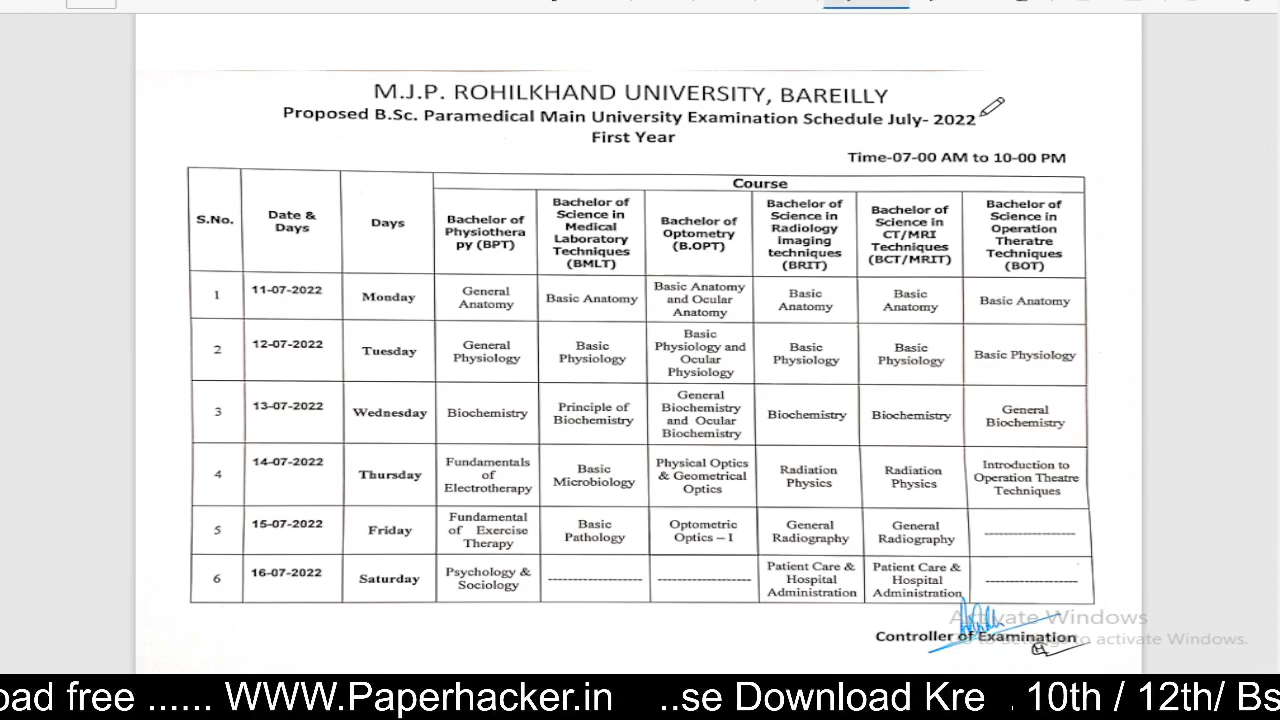 M.J.P. ROHILKHAND UNIVERSITY, BAREILLY
Proposed B.Sc. Paramedical Main University Examination Schedule July- 2022
First Year
Time-07-00 AM to 10-00 PM
Course
S.No.
Date &
Days
Days
Bachelor of
Physiothera
py (BPT)
Bachelor of
Science in
Medical
Laboratory
Techniques
(BMLT)
Bachelor of
Optometry
(B.OPT)
Bachelor of
Science in
Radiology
imaging
techniques
(BRIT)
Bachelor of
Science in
CT/MRI
Techniques
(BCT/MRIT)
Bachelor of
Science in
Operation
Theratre
Techniques
(BOT)
1
11-07-2022
Monday
General
Anatomy
Basic Anatomy
Basic Anatomy
and Ocular
Anatomy
Basic
Anatomy
Basic
Anatomy
Basic Anatomy
2
12-07-2022
Tuesday
General
Physiology
Basic
Physiology
Basic
Physiology and
Ocular
Physiology
Basic
Physiology
Basic
Physiology
Basic Physiology
3
13-07-2022
Wednesday
Biochemistry
Principle of
Biochemistry
General
Biochemistry
and Ocular
Biochemistry
Biochemistry
Biochemistry
General
Biochemistry
4
14-07-2022
Thursday
Fundamentals
of
Electrotherapy
Basic
Microbiology
Physical Optics
& Geometrical
Optics
Radiation
Physics
Radiation
Physics
Introduction to
Operation Theatre
Techniques
5
15-07-2022
Friday
Fundamental
of Exercise
Therapy
Basic
Pathology
Optometric
Optics – I
General
Radiography
General
Radiography
--------------------
6
16-07-2022
Saturday
Psychology &
Sociology
--------------------
--------------------
Patient Care &
Hospital
Administration
Patient Care &
Hospital
Administration
--------------------
Activate Windows
Controller of Examination
to activate Windows.
oad free ...... WWW.Paperhacker.in ..se Download Kre . 10th / 12th/ Bs